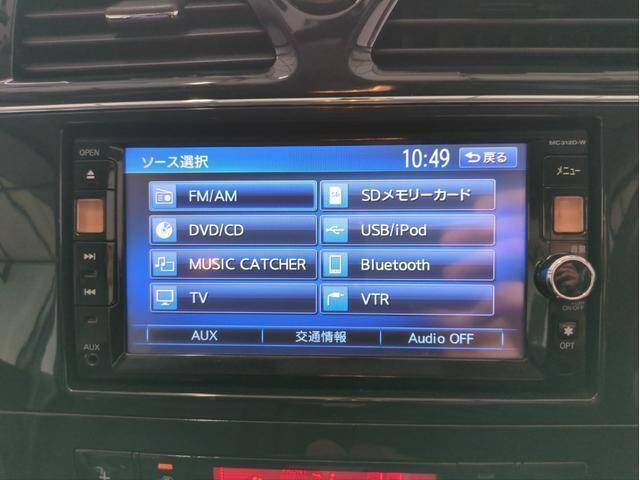 MC312D-W
OPEN
ソース選択
10:49
戻る
メニュー
FM/AM
SDメモリーカード
DVD/CD
USB/iPod
MUSIC CATCHER
Bluetooth
TV
VTR
AUX
交通情報
Audio OFF
音量
ON/OFF
AUX
OPT